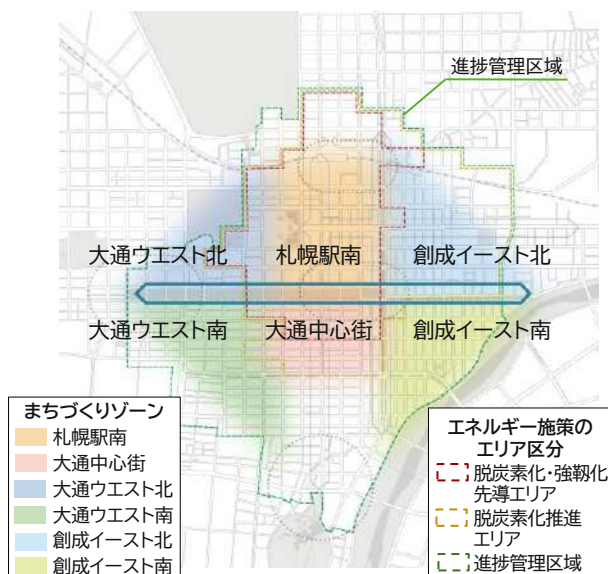 進捗管理区域
大通ウエスト北
札幌駅南
創成イースト北
大通ウエスト南
大通中心街
創成イースト南
まちづくりゾーン
札幌駅南
大通中心街
大通ウエスト北
大通ウエスト南
創成イースト北
創成イースト南
エネルギー施策の
エリア区分
脱炭素化・強靱化
先導エリア
脱炭素化推進
エリア
進捗管理区域